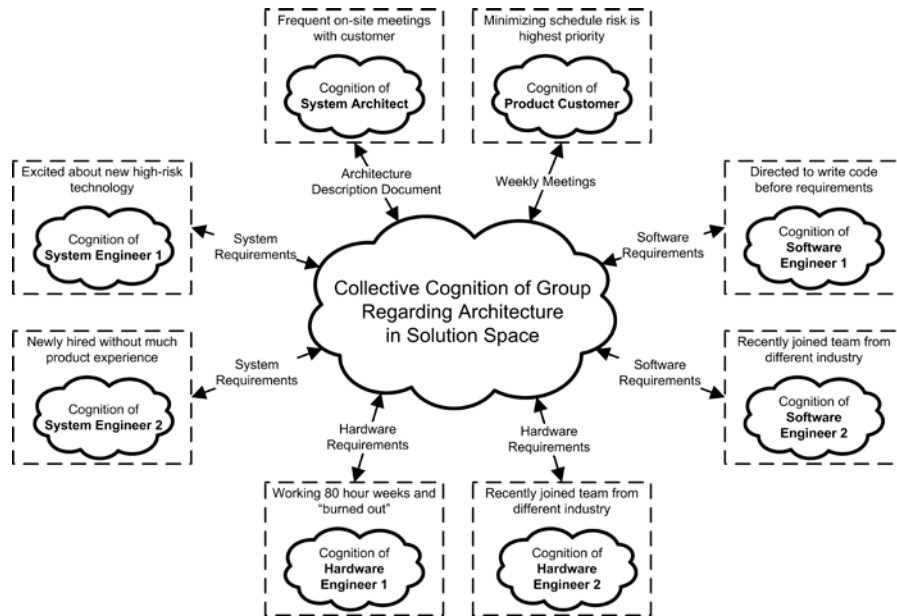 Frequent on-site meetings
with customer
Cognition of
System Architect
Minimizing schedule risk is
highest priority
Cognition of
Product Customer
Architecture
Description Document
Weekly Meetings
Excited about new high-risk
technology
Cognition of
System Engineer 1
System
Requirements
Directed to write code
before requirements
Cognition of
Software
Engineer 1
Software
Requirements
Collective Cognition of Group
Regarding Architecture
in Solution Space
Newly hired without much
product experience
Cognition of
System Engineer 2
System
Requirements
Recently joined team from
different industry
Cognition of
Software
Engineer 2
Software
Requirements
Hardware
Requirements
Hardware
Requirements
Working 80 hour weeks and
“burned out”
Cognition of
Hardware
Engineer 1
Recently joined team from
different industry
Cognition of
Hardware
Engineer 2